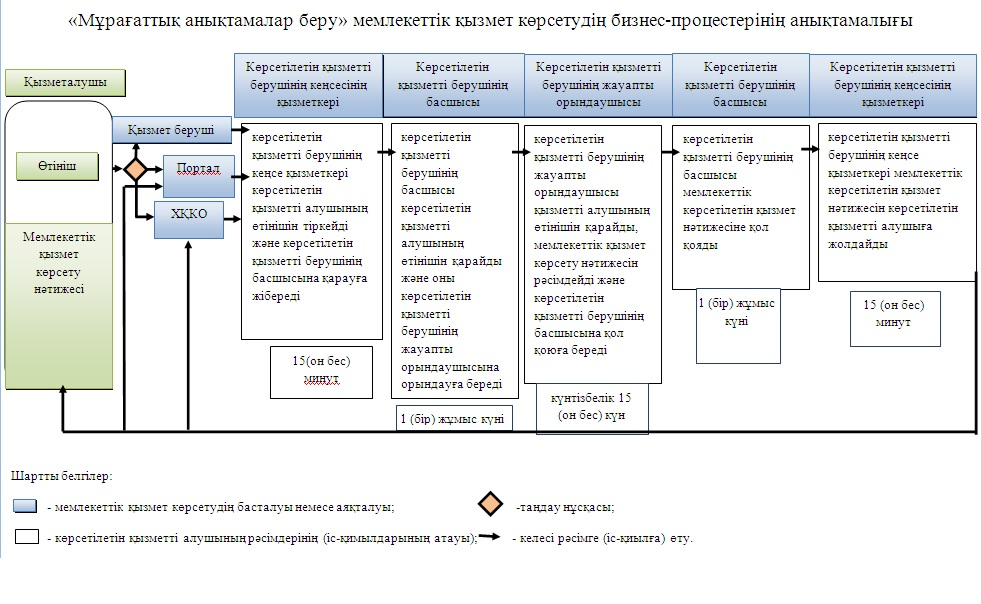 «Мұрағаттық анықтамалар беру» мемлекеттік қызмет көрсетудің бизнес-процестерінің анықтамалығы
Қызметалушы
Өтініш
Мемлекеттік
қызмет
көрсету
нәтижесі
Қызмет беруші
Портал
ХҚКО
Көрсетілетін қызметті
берушінің кеңсесінің
қызметкері
көрсетілетін
қызметті берушінің
кеңсе қызметкері
көрсетілетін
қызметті алушының
өтінішін тіркейді
және көрсетілетін
қызметті берушінің
басшысына қарауға
жібереді
15(он бес)
минут
Көрсетілетін
қызметті берушінің
басшысы
көрсетілетін
қызметті
берушінің
басшысы
көрсетілетін
қызметті
алушының
өтінішін қарайды
және оны
көрсетілетін
қызметті
берушінің
жауапты
орындаушысына
орындауға береді
1 (бір) жұмыс күні
Көрсетілетін қызметті
берушінің жауапты
орындаушысы
көрсетілетін
қызметті берушінің
жауапты
орындаушысы
қызметті алушының
өтінішін қарайды,
мемлекеттік қызмет
көрсету нәтижесін
рәсімдейді және
көрсетілетін
қызметті берушінің
басшысына қол
қоюға береді
күнтізбелік 15
(он бес) күн
Көрсетілетін
қызметті берушінің
басшысы
көрсетілетін
қызметті берушінің
басшысы
мемлекеттік
көрсетілетін қызмет
нәтижесіне қол
қояды
1 (бір) жұмыс
күні
Көрсетілетін қызметті
берушінің кеңсесінің
қызметкері
көрсетілетін қызметті
берушінің кеңсе
қызметкері мемлекеттік
көрсетілетін қызмет
нәтижесін көрсетілетін
қызметті алушыға
жолдайды
15 (он бес)
минут
Шартты белгілер:
- мемлекеттік қызмет көрсетудің басталуы немесе аяқталуы;
-таңдау нұсқасы;
- көрсетілетін қызметті алушының рәсімдерінің (іс-қимылдарының атауы);
- келесі рәсімге (іс-қиылға) өту.